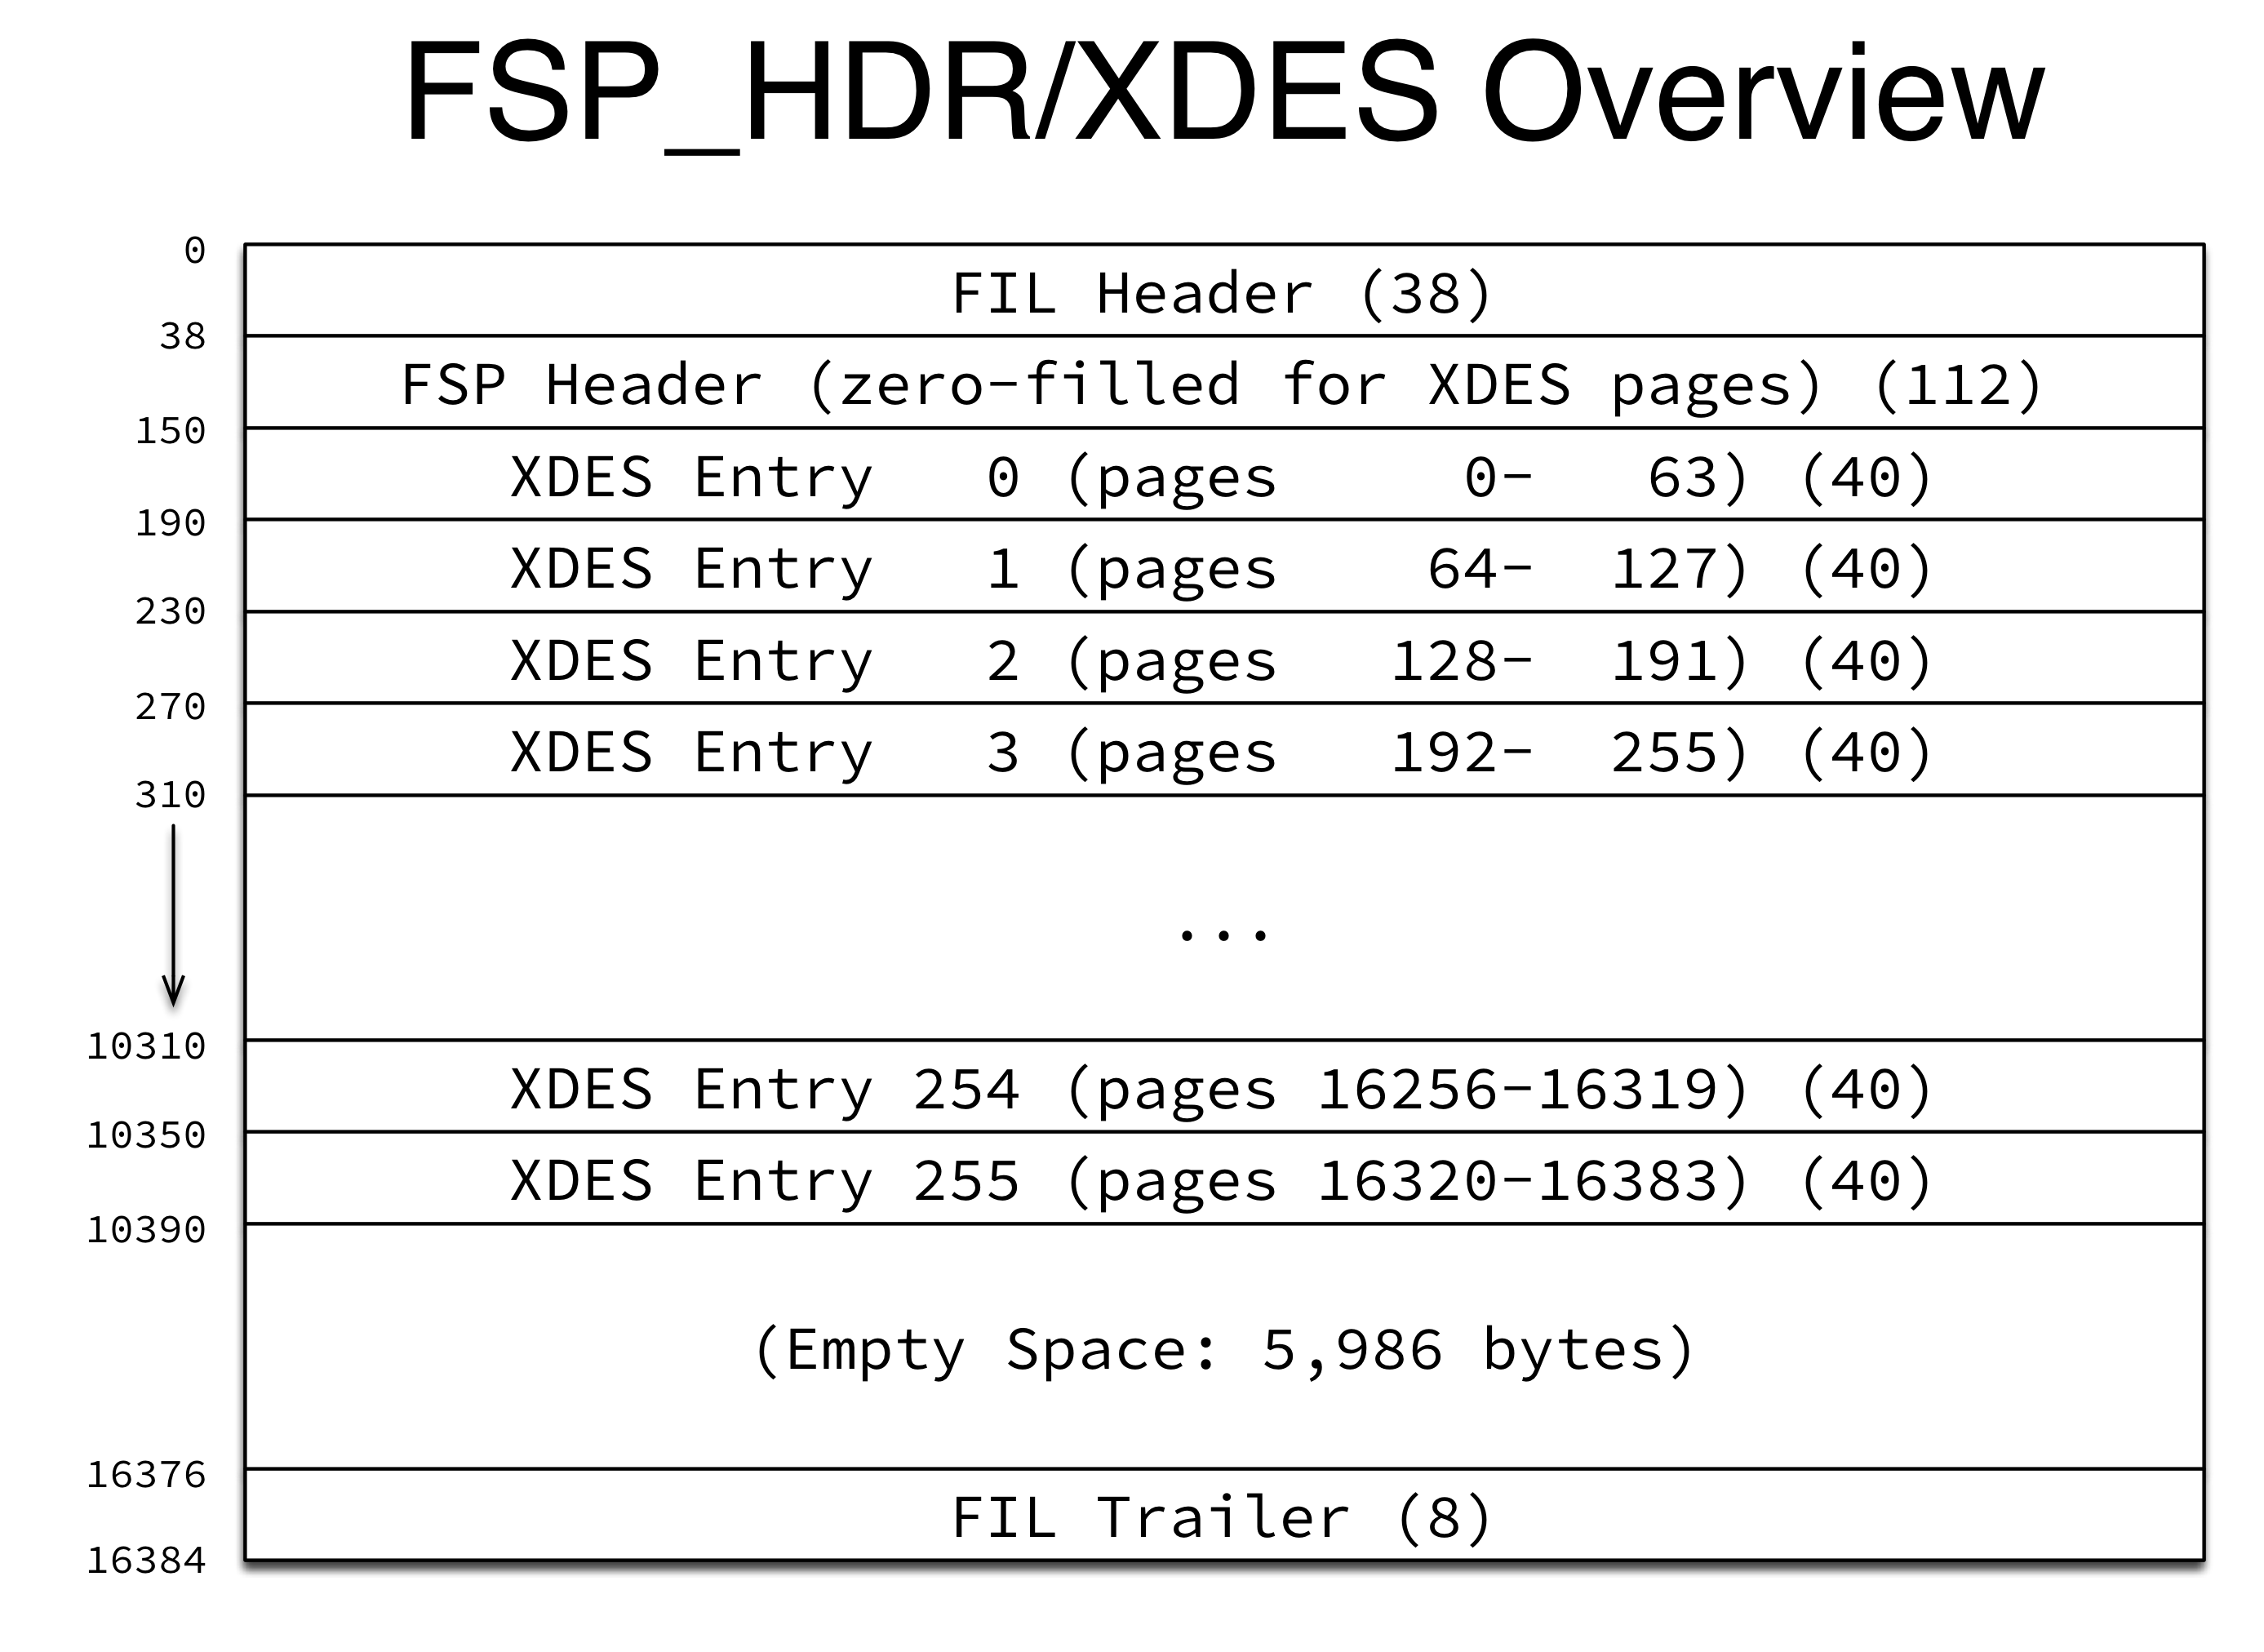 FSP_HDR/XDES Overview
0
FIL Header (38)
38
FSP Header (zero-filled for XDES pages) (112)
150
XDES Entry 0 (pages 0- 63) (40)
190
XDES Entry 1 (pages 64- 127) (40)
230
XDES Entry 2 (pages 128- 191) (40)
270
XDES Entry 3 (pages 192- 255) (40)
310
...
10310
XDES Entry 254 (pages 16256-16319) (40)
10350
XDES Entry 255 (pages 16320-16383) (40)
10390
(Empty Space: 5,986 bytes)
16376
FIL Trailer (8)
16384